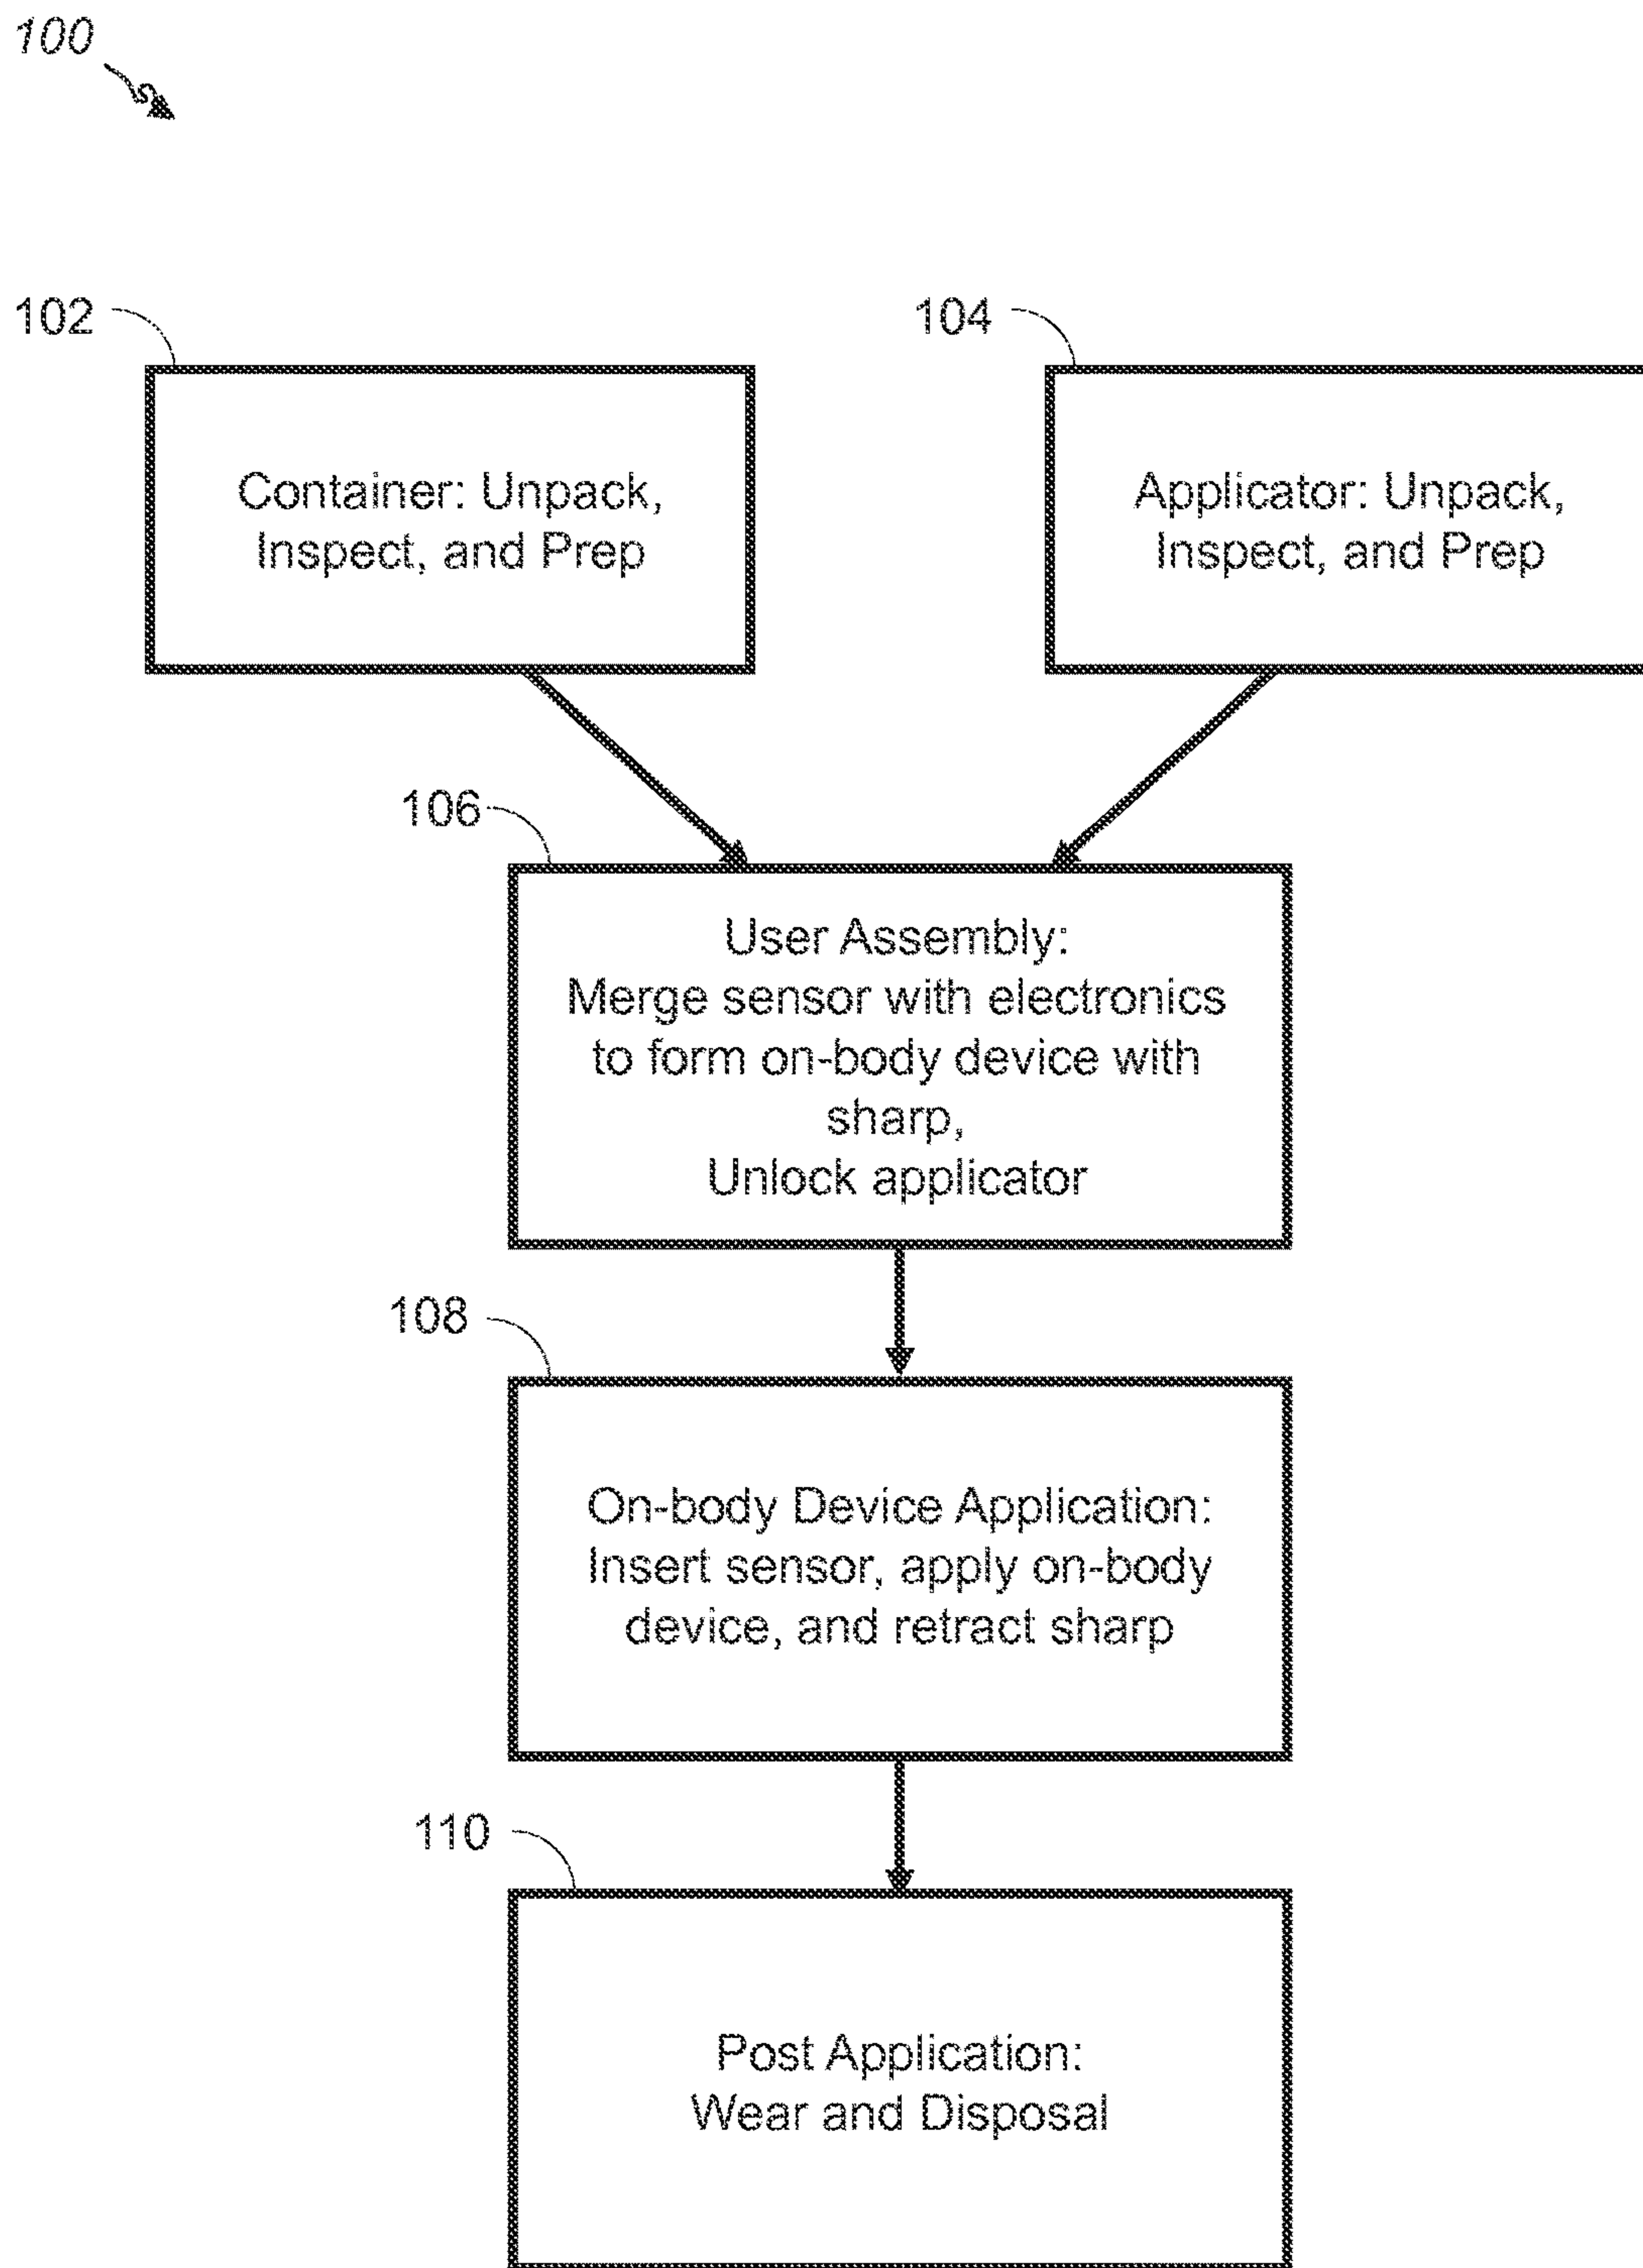 100
102
104
Container: Unpack,
Inspect, and Prep
Applicator: Unpack,
Inspect, and Prep
106
User Assembly:
Merge sensor with electronics
to form on-body device with
sharp,
Unlock applicator
108
On-body Device Application:
Insert sensor, apply on-body
device, and retract sharp
110
Post Application:
Wear and Disposal